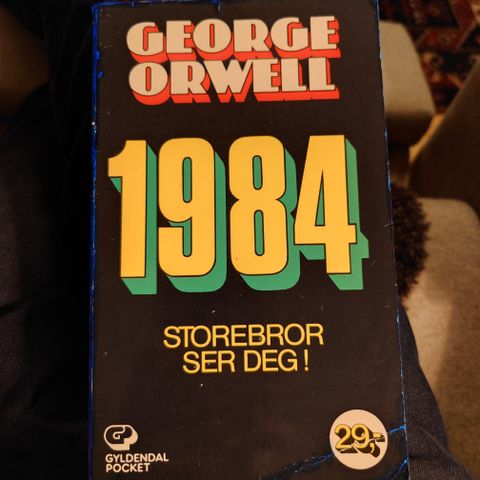 GEORGE
ORWELL
1984
STOREBROR
SER DEG!
GYLDENDAL
POCKET
29,-